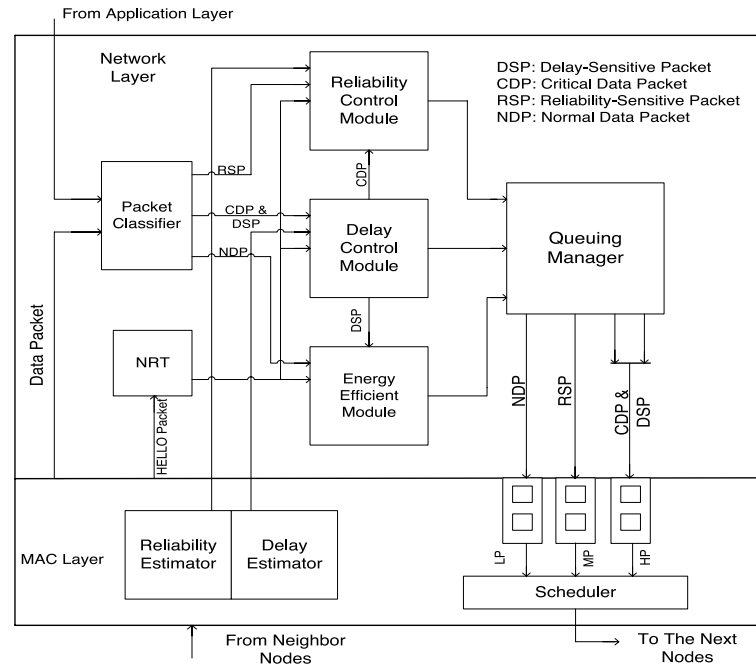 From Application Layer
Network
Layer
Reliability
Control
Module
DSP: Delay-Sensitive Packet
CDP: Critical Data Packet
RSP: Reliability-Sensitive Packet
NDP: Normal Data Packet
RSP
CDP
Packet
Classifier
CDP &
DSP
Delay
Control
Module
Queuing
Manager
NDP
DSP
Data Packet
NRT
Energy
Efficient
Module
HELLO Packet
NDP
RSP
CDP &
DSP
MAC Layer
Reliability
Estimator
Delay
Estimator
LP
MP
HP
Scheduler
From Neighbor
Nodes
To The Next
Nodes